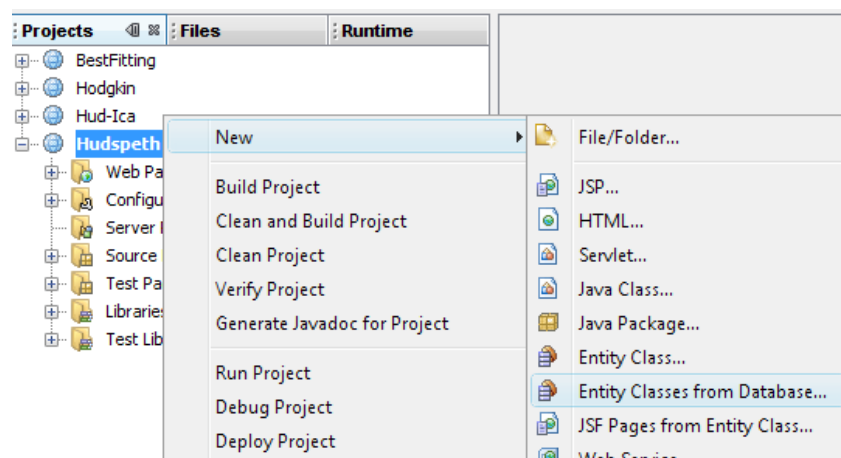 Projects Files Runtime
BestFitting
Hodgkin
Hud-Ica
Hudspeth
Web Pa
Configu
Server
Source
Test Pa
Libraries
Test Lib
New
Build Project
Clean and Build Project
Clean Project
Verify Project
Generate Javadoc for Project
Run Project
Debug Project
Deploy Project
File/Folder...
JSP...
HTML...
Servlet...
Java Class...
Java Package...
Entity Class...
Entity Classes from Database...
JSF Pages from Entity Class...
Web Service